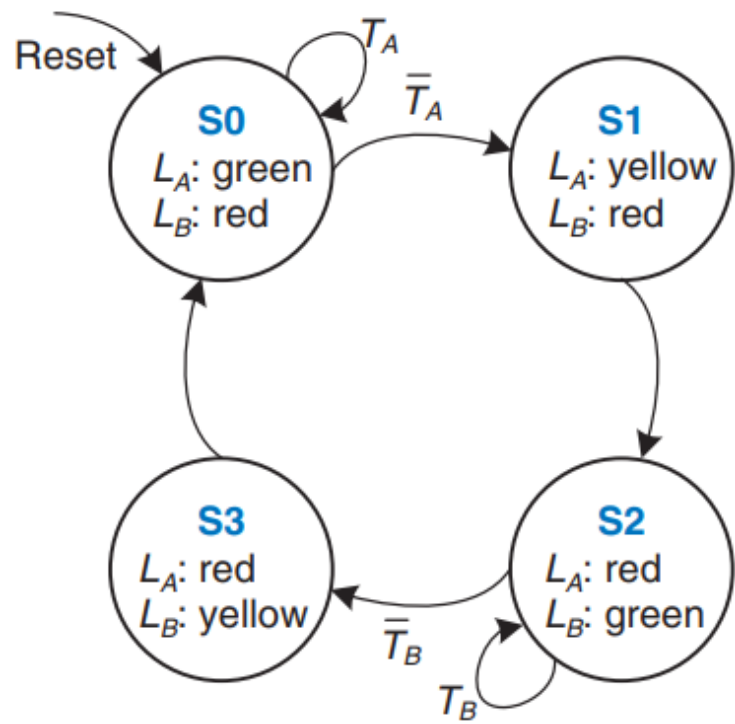 Reset
T_A
T̅_A
S0
L_A: green
L_B: red
S1
L_A: yellow
L_B: red
S3
L_A: red
L_B: yellow
S2
L_A: red
L_B: green
T̅_B
T_B